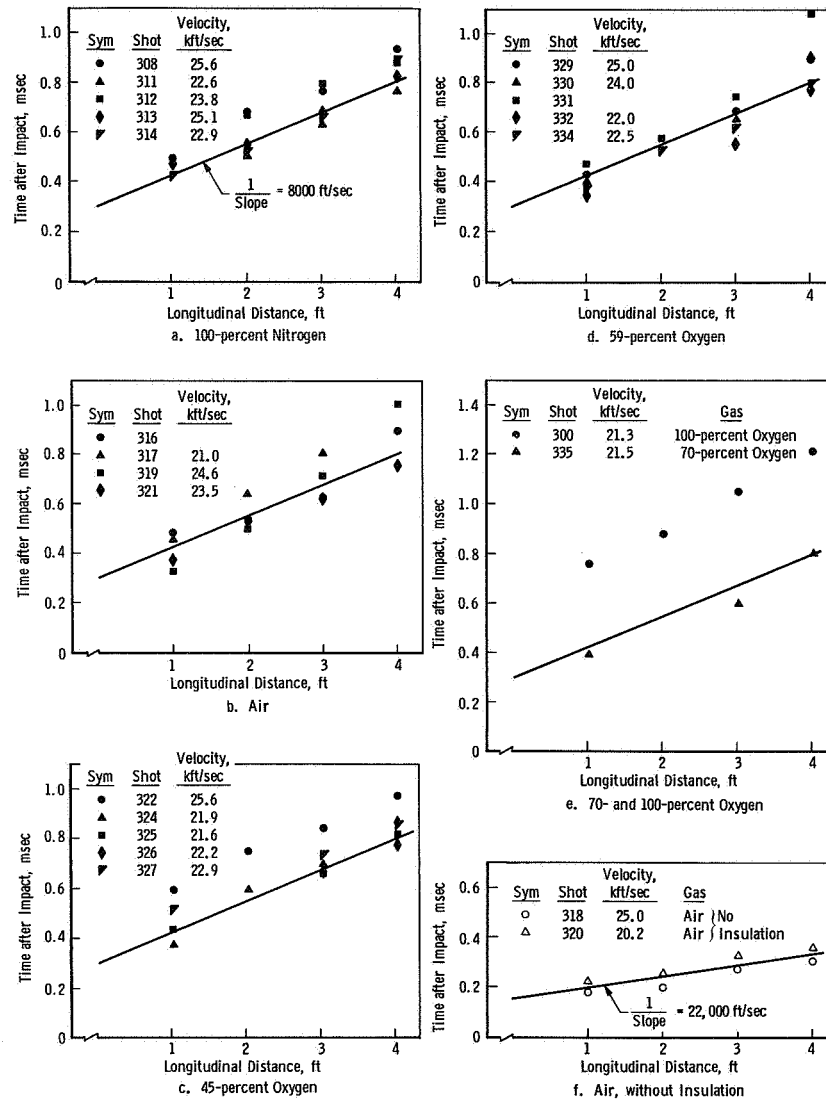 Velocity,
Sym Shot kft/sec
308 25.6
311 22.6
312 23.8
313 25.1
314 22.9
1.0
0.8
0.6
0.4
0.2
0
Time after Impact, msec
1
Slope = 8000 ft/sec
1 2 3 4
Longitudinal Distance, ft
a. 100-percent Nitrogen
Velocity,
Sym Shot kft/sec
329 25.0
330 24.0
331
332 22.0
334 22.5
1.0
0.8
0.6
0.4
0.2
0
Time after Impact, msec
1 2 3 4
Longitudinal Distance, ft
d. 59-percent Oxygen
Velocity,
Sym Shot kft/sec
316
317 21.0
319 24.6
321 23.5
1.0
0.8
0.6
0.4
0.2
0
Time after Impact, msec
1 2 3 4
Longitudinal Distance, ft
b. Air
Velocity,
Sym Shot kft/sec Gas
300 21.3 100-percent Oxygen
335 21.5 70-percent Oxygen
1.4
1.2
1.0
0.8
0.6
0.4
0.2
0
Time after Impact, msec
1 2 3 4
Longitudinal Distance, ft
e. 70- and 100-percent Oxygen
Velocity,
Sym Shot kft/sec
322 25.6
324 21.9
325 21.6
326 22.2
327 22.9
1.0
0.8
0.6
0.4
0.2
0
Time after Impact, msec
1 2 3 4
Longitudinal Distance, ft
c. 45-percent Oxygen
Velocity,
Sym Shot kft/sec Gas
318 25.0 Air } No
320 20.2 Air } Insulation
0.6
0.4
0.2
0
Time after Impact, msec
1
Slope = 22,000 ft/sec
1 2 3 4
Longitudinal Distance, ft
f. Air, without Insulation